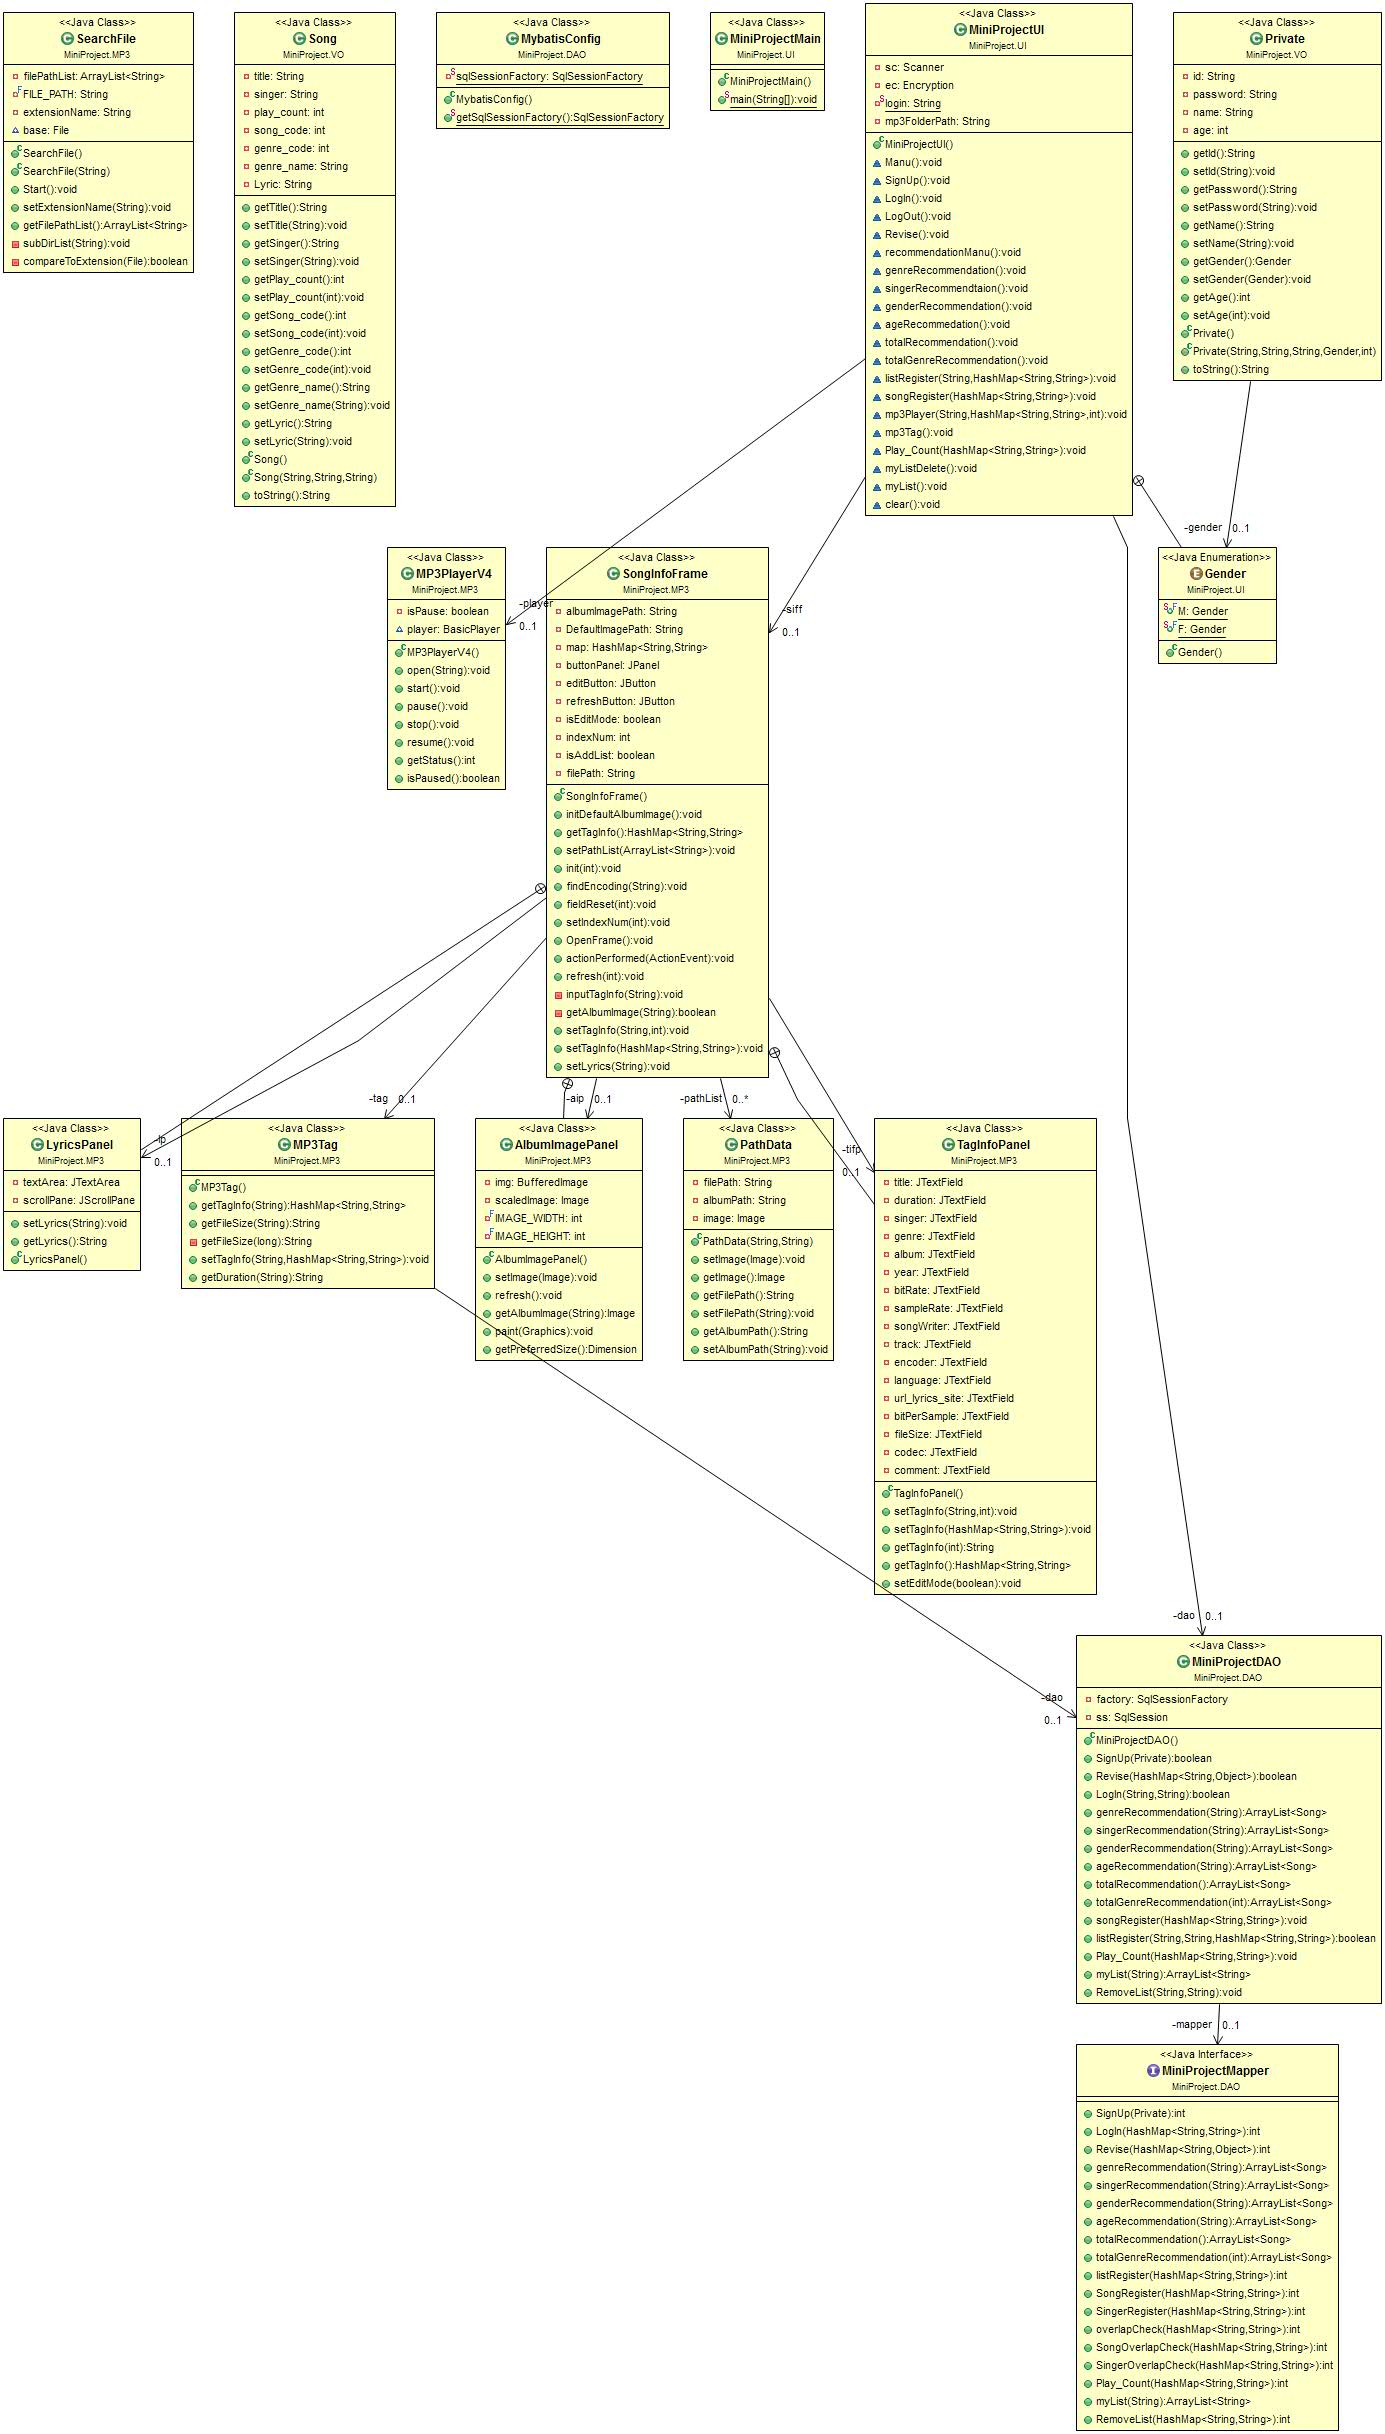 <<Java Class>>
SearchFile
MiniProject.MP3
filePathList: ArrayList<String>
FILE_PATH: String
extensionName: String
base: File
SearchFile()
SearchFile(String)
Start():void
setExtensionName(String):void
getFilePathList():ArrayList<String>
subDirList(String):void
compareToExtension(File):boolean
<<Java Class>>
Song
MiniProject.VO
title: String
singer: String
play_count: int
song_code: int
genre_code: int
genre_name: String
Lyric: String
getTitle():String
setTitle(String):void
getSinger():String
setSinger(String):void
getPlay_count():int
setPlay_count(int):void
getSong_code():int
setSong_code(int):void
getGenre_code():int
setGenre_code(int):void
getGenre_name():String
setGenre_name(String):void
getLyric():String
setLyric(String):void
Song()
Song(String,String,String)
toString():String
<<Java Class>>
MybatisConfig
MiniProject.DAO
sqlSessionFactory: SqlSessionFactory
MybatisConfig()
getSqlSessionFactory():SqlSessionFactory
<<Java Class>>
MiniProjectMain
MiniProject.UI
MiniProjectMain()
main(String[]):void
<<Java Class>>
MiniProjectUI
MiniProject.UI
sc: Scanner
ec: Encryption
login: String
mp3FolderPath: String
MiniProjectUI()
Manu():void
SignUp():void
LogIn():void
LogOut():void
Revise():void
recommendationManu():void
genreRecommendation():void
singerRecommendtaion():void
genderRecommendation():void
ageRecommedation():void
totalRecommendation():void
totalGenreRecommendation():void
listRegister(String,HashMap<String,String>):void
songRegister(HashMap<String,String>):void
mp3Player(String,HashMap<String,String>,int):void
mp3Tag():void
Play_Count(HashMap<String,String>):void
myListDelete():void
myList():void
clear():void
<<Java Class>>
Private
MiniProject.VO
id: String
password: String
name: String
age: int
getId():String
setId(String):void
getPassword():String
setPassword(String):void
getName():String
setName(String):void
getGender():Gender
setGender(Gender):void
getAge():int
setAge(int):void
Private()
Private(String,String,String,Gender,int)
toString():String
-gender 0..1
<<Java Enumeration>>
Gender
MiniProject.UI
M: Gender
F: Gender
Gender()
<<Java Class>>
MP3PlayerV4
MiniProject.MP3
isPause: boolean
player: BasicPlayer
MP3PlayerV4()
open(String):void
start():void
pause():void
stop():void
resume():void
getStatus():int
isPaused():boolean
-player
0..1
<<Java Class>>
SongInfoFrame
MiniProject.MP3
albumImagePath: String
DefaultImagePath: String
map: HashMap<String,String>
buttonPanel: JPanel
editButton: JButton
refreshButton: JButton
isEditMode: boolean
indexNum: int
isAddList: boolean
filePath: String
SongInfoFrame()
initDefaultAlbumImage():void
getTagInfo():HashMap<String,String>
setPathList(ArrayList<String>):void
init(int):void
findEncoding(String):void
fieldReset(int):void
setIndexNum(int):void
OpenFrame():void
actionPerformed(ActionEvent):void
refresh(int):void
inputTagInfo(String):void
getAlbumImage(String):boolean
setTagInfo(String,int):void
setTagInfo(HashMap<String,String>):void
setLyrics(String):void
-siff
0..1
<<Java Class>>
LyricsPanel
MiniProject.MP3
textArea: JTextArea
scrollPane: JScrollPane
setLyrics(String):void
getLyrics():String
LyricsPanel()
-lp
0..1
-tag 0..1
<<Java Class>>
MP3Tag
MiniProject.MP3
MP3Tag()
getTagInfo(String):HashMap<String,String>
getFileSize(String):String
getFileSize(long):String
setTagInfo(String,HashMap<String,String>):void
getDuration(String):String
-aip 0..1
<<Java Class>>
AlbumImagePanel
MiniProject.MP3
img: BufferedImage
scaledImage: Image
IMAGE_WIDTH: int
IMAGE_HEIGHT: int
AlbumImagePanel()
setImage(Image):void
refresh():void
getAlbumImage(String):Image
paint(Graphics):void
getPreferredSize():Dimension
-pathList 0..*
<<Java Class>>
PathData
MiniProject.MP3
filePath: String
albumPath: String
image: Image
PathData(String,String)
setImage(Image):void
getImage():Image
getFilePath():String
setFilePath(String):void
getAlbumPath():String
setAlbumPath(String):void
-tifp
0..1
<<Java Class>>
TagInfoPanel
MiniProject.MP3
title: JTextField
duration: JTextField
singer: JTextField
genre: JTextField
album: JTextField
year: JTextField
bitRate: JTextField
sampleRate: JTextField
songWriter: JTextField
track: JTextField
encoder: JTextField
language: JTextField
url_lyrics_site: JTextField
bitPerSample: JTextField
fileSize: JTextField
codec: JTextField
comment: JTextField
TagInfoPanel()
setTagInfo(String,int):void
setTagInfo(HashMap<String,String>):void
getTagInfo(int):String
getTagInfo():HashMap<String,String>
setEditMode(boolean):void
-dao 0..1
-dao
0..1
<<Java Class>>
MiniProjectDAO
MiniProject.DAO
factory: SqlSessionFactory
ss: SqlSession
MiniProjectDAO()
SignUp(Private):boolean
Revise(HashMap<String,Object>):boolean
LogIn(String,String):boolean
genreRecommendation(String):ArrayList<Song>
singerRecommendation(String):ArrayList<Song>
genderRecommendation(String):ArrayList<Song>
ageRecommendation(String):ArrayList<Song>
totalRecommendation():ArrayList<Song>
totalGenreRecommendation(int):ArrayList<Song>
songRegister(HashMap<String,String>):void
listRegister(String,String,HashMap<String,String>):boolean
Play_Count(HashMap<String,String>):void
myList(String):ArrayList<String>
RemoveList(String,String):void
-mapper 0..1
<<Java Interface>>
MiniProjectMapper
MiniProject.DAO
SignUp(Private):int
LogIn(HashMap<String,String>):int
Revise(HashMap<String,Object>):int
genreRecommendation(String):ArrayList<Song>
singerRecommendation(String):ArrayList<Song>
genderRecommendation(String):ArrayList<Song>
ageRecommendation(String):ArrayList<Song>
totalRecommendation():ArrayList<Song>
totalGenreRecommendation(int):ArrayList<Song>
listRegister(HashMap<String,String>):int
SongRegister(HashMap<String,String>):int
SingerRegister(HashMap<String,String>):int
overlapCheck(HashMap<String,String>):int
SongOverlapCheck(HashMap<String,String>):int
SingerOverlapCheck(HashMap<String,String>):int
Play_Count(HashMap<String,String>):int
myList(String):ArrayList<String>
RemoveList(HashMap<String,String>):int